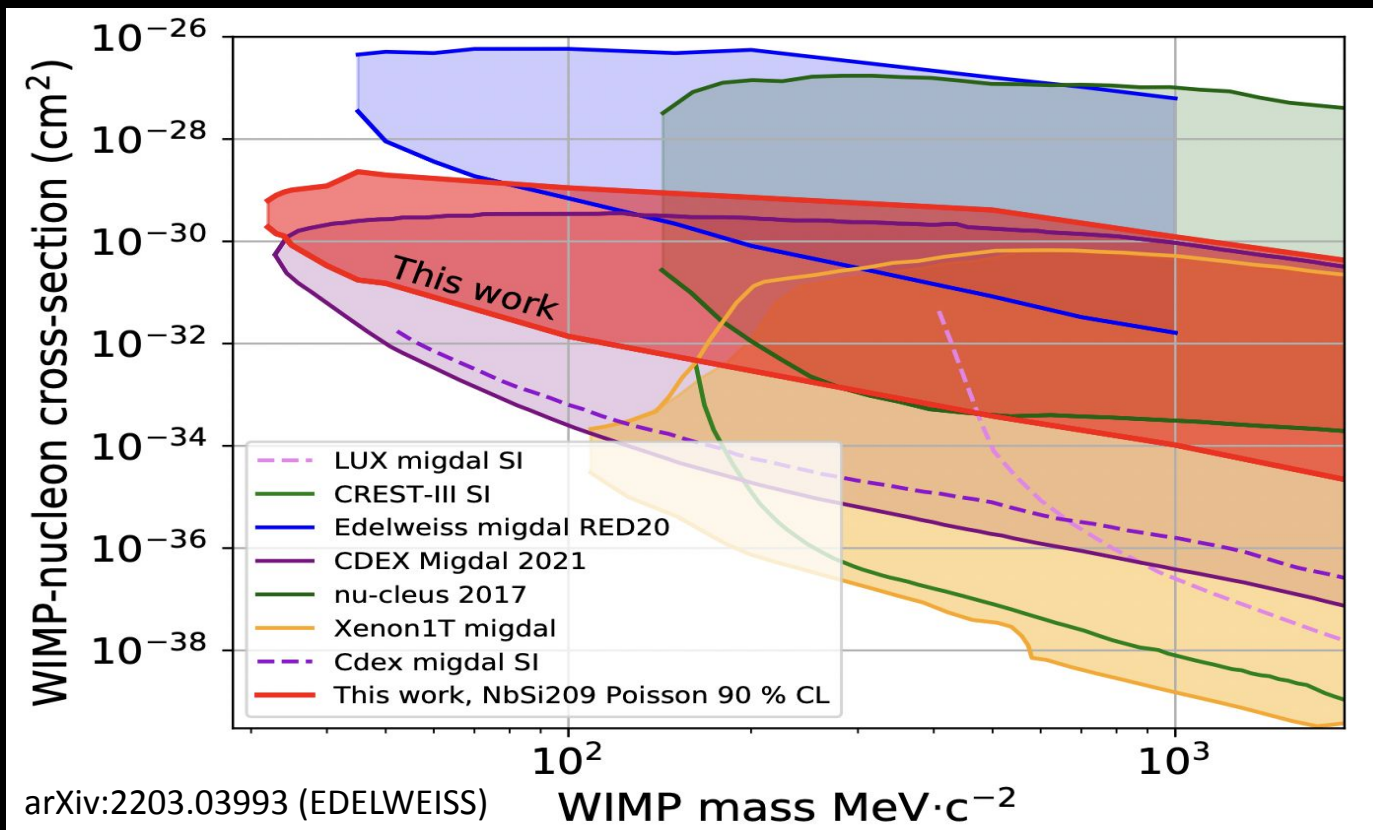 10⁻²⁶
10⁻²⁸
10⁻³⁰
10⁻³²
10⁻³⁴
10⁻³⁶
10⁻³⁸
WIMP-nucleon cross-section (cm²)
This work
LUX migdal SI
CREST-III SI
Edelweiss migdal RED20
CDEX Migdal 2021
nu-cleus 2017
Xenon1T migdal
Cdex migdal SI
This work, NbSi209 Poisson 90 % CL
10²
10³
arXiv:2203.03993 (EDELWEISS)
WIMP mass MeV·c⁻²